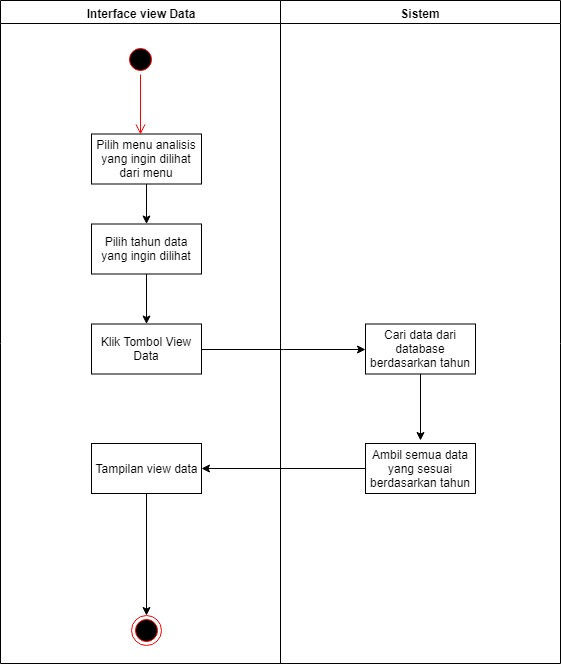 Interface view Data
Sistem
Pilih menu analisis
yang ingin dilihat
dari menu
Pilih tahun data
yang ingin dilihat
Klik Tombol View
Data
Cari data dari
database
berdasarkan tahun
Ambil semua data
yang sesuai
berdasarkan tahun
Tampilan view data